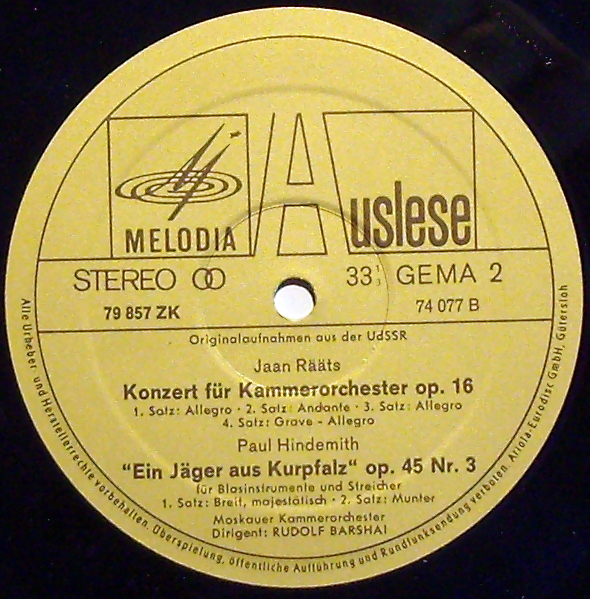 MELODIA
Auslese
STEREO
33 1/3 GEMA 2
79 857 ZK
74 077 B
Originalaufnahmen aus der UdSSR
Jaan Rääts
Konzert für Kammerorchester op. 16
1. Satz: Allegro · 2. Satz: Andante · 3. Satz: Allegro
4. Satz: Grave - Allegro
Paul Hindemith
"Ein Jäger aus Kurpfalz" op. 45 Nr. 3
für Blasinstrumente und Streicher
1. Satz: Breit, majestätisch · 2. Satz: Munter
Moskauer Kammerorchester
Dirigent: RUDOLF BARSHAI
Alle Urheber- und Herstellerrechte vorbehalten. Überspielung, öffentliche Aufführung und Rundfunksendung verboten. Ariola-Eurodisc GmbH, Gütersloh